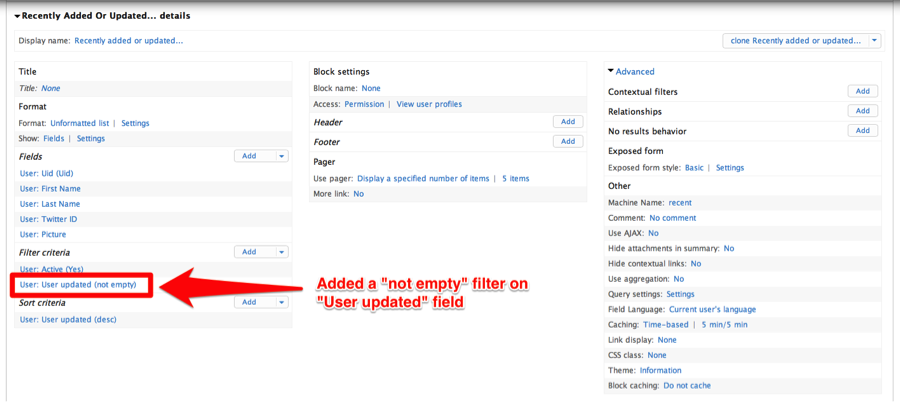 Recently Added Or Updated... details
Display name: Recently added or updated...
clone Recently added or updated...
Title
Title: None
Format
Format: Unformatted list | Settings
Show: Fields | Settings
Fields
Add
User: Uid (Uid)
User: First Name
User: Last Name
User: Twitter ID
User: Picture
Filter criteria
Add
User: Active (Yes)
User: User updated (not empty)
Sort criteria
Add
User: User updated (desc)
Block settings
Block name: None
Access: Permission | View user profiles
Header
Add
Footer
Add
Pager
Use pager: Display a specified number of items | 5 items
More link: No
Added a "not empty" filter on
"User updated" field
Advanced
Contextual filters
Add
Relationships
Add
No results behavior
Add
Exposed form
Exposed form style: Basic | Settings
Other
Machine Name: recent
Comment: No comment
Use AJAX: No
Hide attachments in summary: No
Hide contextual links: No
Use aggregation: No
Query settings: Settings
Field Language: Current user's language
Caching: Time-based | 5 min/5 min
Link display: None
CSS class: None
Theme: Information
Block caching: Do not cache